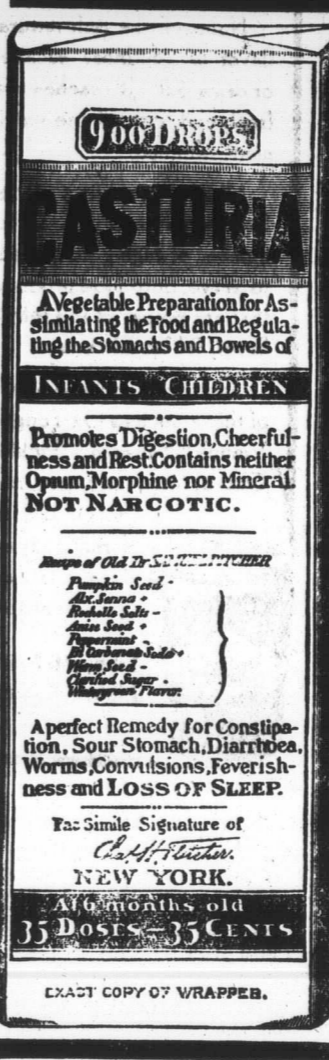 900 DROPS
CASTORIA
A Vegetable Preparation for As-
similating the Food and Regula-
ting the Stomachs and Bowels of
INFANTS CHILDREN
Promotes Digestion, Cheerful-
ness and Rest. Contains neither
Opium, Morphine nor Mineral.
NOT NARCOTIC.
Recipe of Old Dr SAMUEL PITCHER
Pumpkin Seed -
Alx. Senna +
Rochelle Salts -
Anise Seed +
Peppermint -
Bi Carbonate Soda +
Worm Seed -
Clarified Sugar .
Wintergreen Flavor.
A perfect Remedy for Constipa-
tion, Sour Stomach, Diarrhoea,
Worms, Convulsions, Feverish-
ness and LOSS OF SLEEP.
Fac Simile Signature of
Chas. H. Fletcher.
NEW YORK.
At 6 months old
35 DOSES – 35 CENTS
EXACT COPY OF WRAPPER.